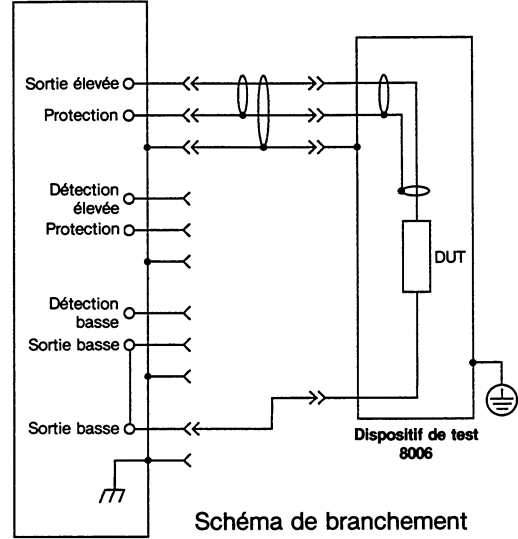 Sortie élevée
Protection
Détection
élevée
Protection
Détection
basse
Sortie basse
Sortie basse
DUT
Dispositif de test
8006
Schéma de branchement